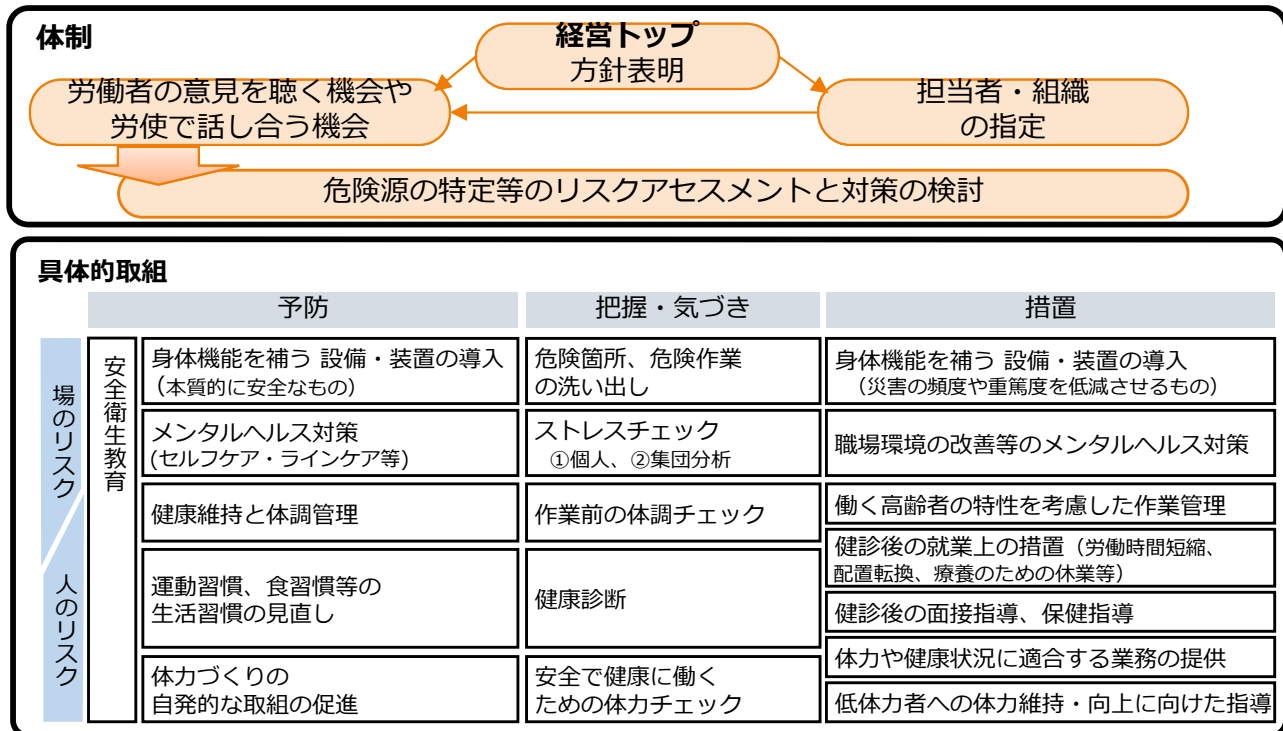 体制
経営トップ
方針表明
労働者の意見を聴く機会や
労使で話し合う機会
担当者・組織
の指定
危険源の特定等のリスクアセスメントと対策の検討
具体的取組
予防
把握・気づき
措置
場のリスク
人のリスク
安全衛生教育
身体機能を補う 設備・装置の導入
（本質的に安全なもの）
危険箇所、危険作業
の洗い出し
身体機能を補う 設備・装置の導入
（災害の頻度や重篤度を低減させるもの）
メンタルヘルス対策
(セルフケア・ラインケア等)
ストレスチェック
①個人、②集団分析
職場環境の改善等のメンタルヘルス対策
健康維持と体調管理
作業前の体調チェック
働く高齢者の特性を考慮した作業管理
運動習慣、食習慣等の
生活習慣の見直し
健康診断
健診後の就業上の措置（労働時間短縮、
配置転換、療養のための休業等）
健診後の面接指導、保健指導
体力づくりの
自発的な取組の促進
安全で健康に働く
ための体力チェック
体力や健康状況に適合する業務の提供
低体力者への体力維持・向上に向けた指導